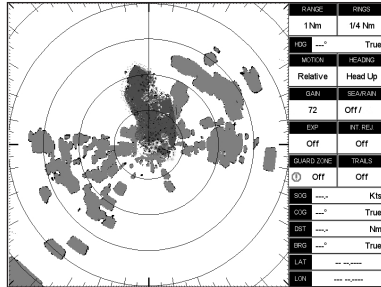 RANGE RINGS
1 Nm 1/4 Nm
HDG ---° True
MOTION HEADING
Relative Head Up
GAIN SEA/RAIN
72 Off /
EXP INT. REJ.
Off Off
GUARD ZONE TRAILS
Off Off
SOG ---.- Kts
COG ---° True
DST ---.- Nm
BRG ---° True
LAT -- --.----
LON --- --.----